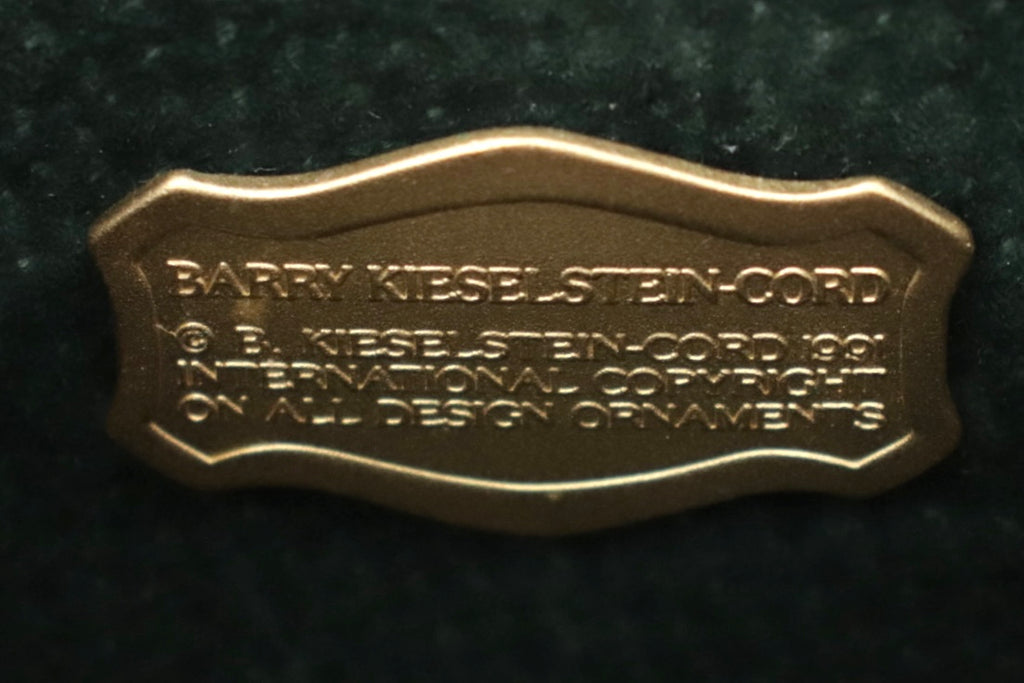 BARRY KIESELSTEIN-CORD
© B. KIESELSTEIN-CORD 1991
INTERNATIONAL COPYRIGHT
ON ALL DESIGN ORNAMENTS